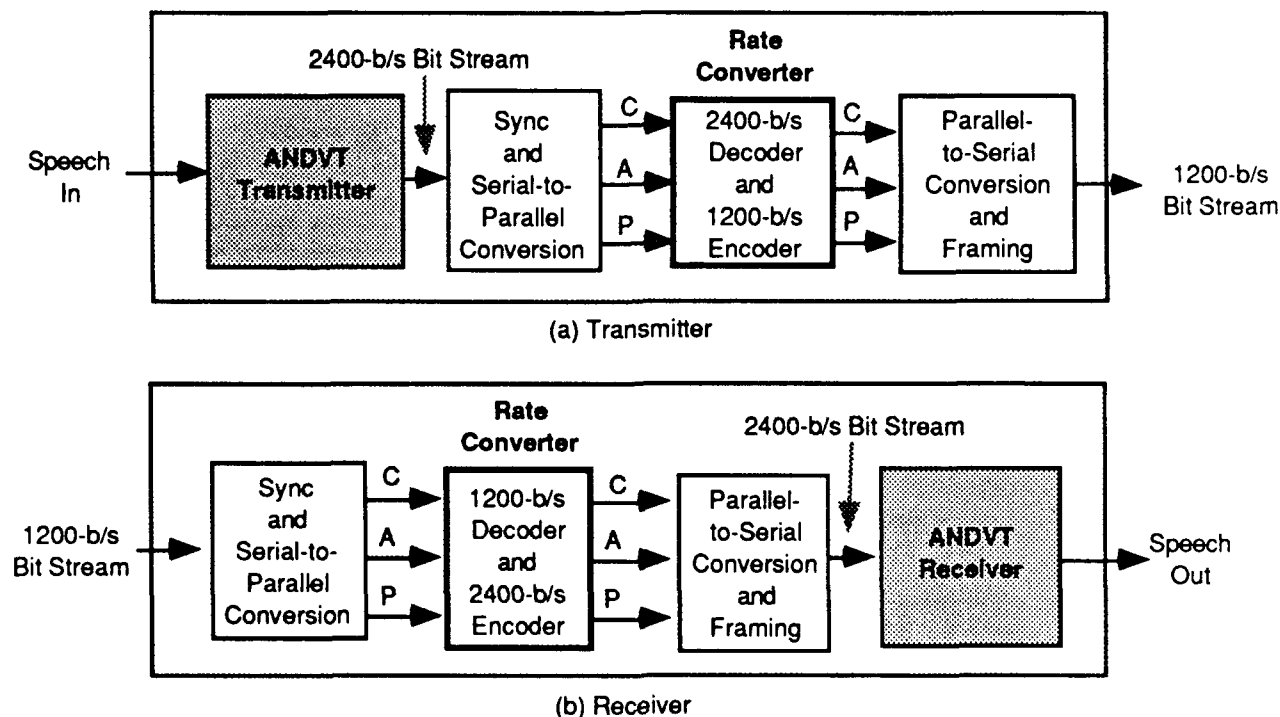 2400-b/s Bit Stream
Rate
Converter
Speech
In
ANDVT
Transmitter
Sync
and
Serial-to-
Parallel
Conversion
C
A
P
2400-b/s
Decoder
and
1200-b/s
Encoder
C
A
P
Parallel-
to-Serial
Conversion
and
Framing
1200-b/s
Bit Stream
(a) Transmitter
Rate
Converter
2400-b/s Bit Stream
1200-b/s
Bit Stream
Sync
and
Serial-to-
Parallel
Conversion
C
A
P
1200-b/s
Decoder
and
2400-b/s
Encoder
C
A
P
Parallel-
to-Serial
Conversion
and
Framing
ANDVT
Receiver
Speech
Out
(b) Receiver